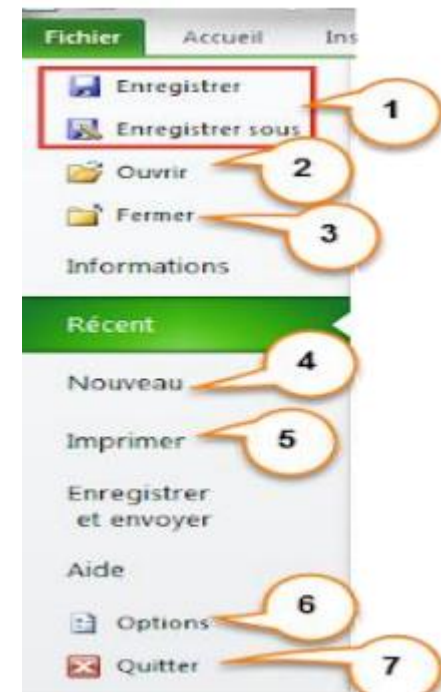 Fichier Accueil Ins
Enregistrer
1
Enregistrer sous
Ouvrir
2
Fermer
3
Informations
Récent
4
Nouveau
Imprimer
5
Enregistrer
et envoyer
Aide
6
Options
Quitter
7